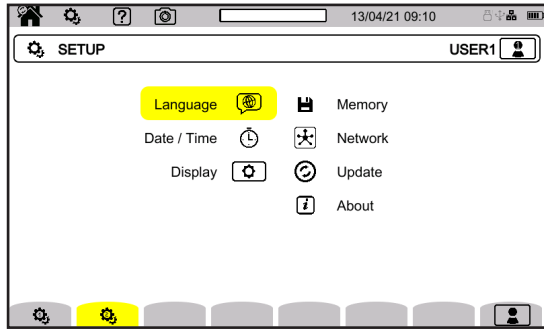 13/04/21 09:10
SETUP
USER1
Language
Memory
Date / Time
Network
Display
Update
About